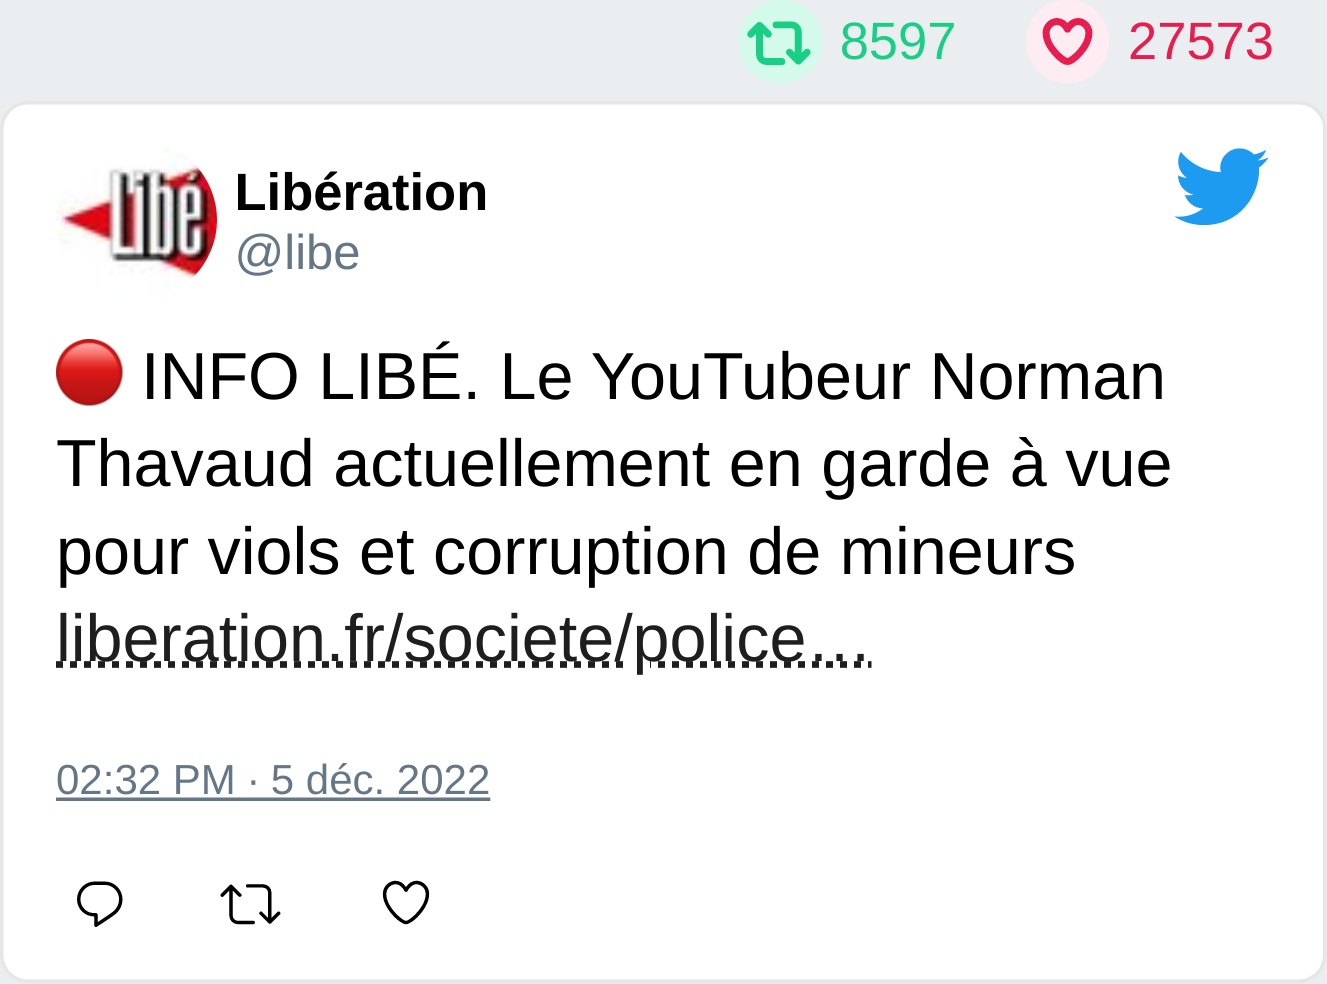 8597 27573
Libé
Libération
@libe
🔴 INFO LIBÉ. Le YouTubeur Norman
Thavaud actuellement en garde à vue
pour viols et corruption de mineurs
liberation.fr/societe/police…
02:32 PM · 5 déc. 2022